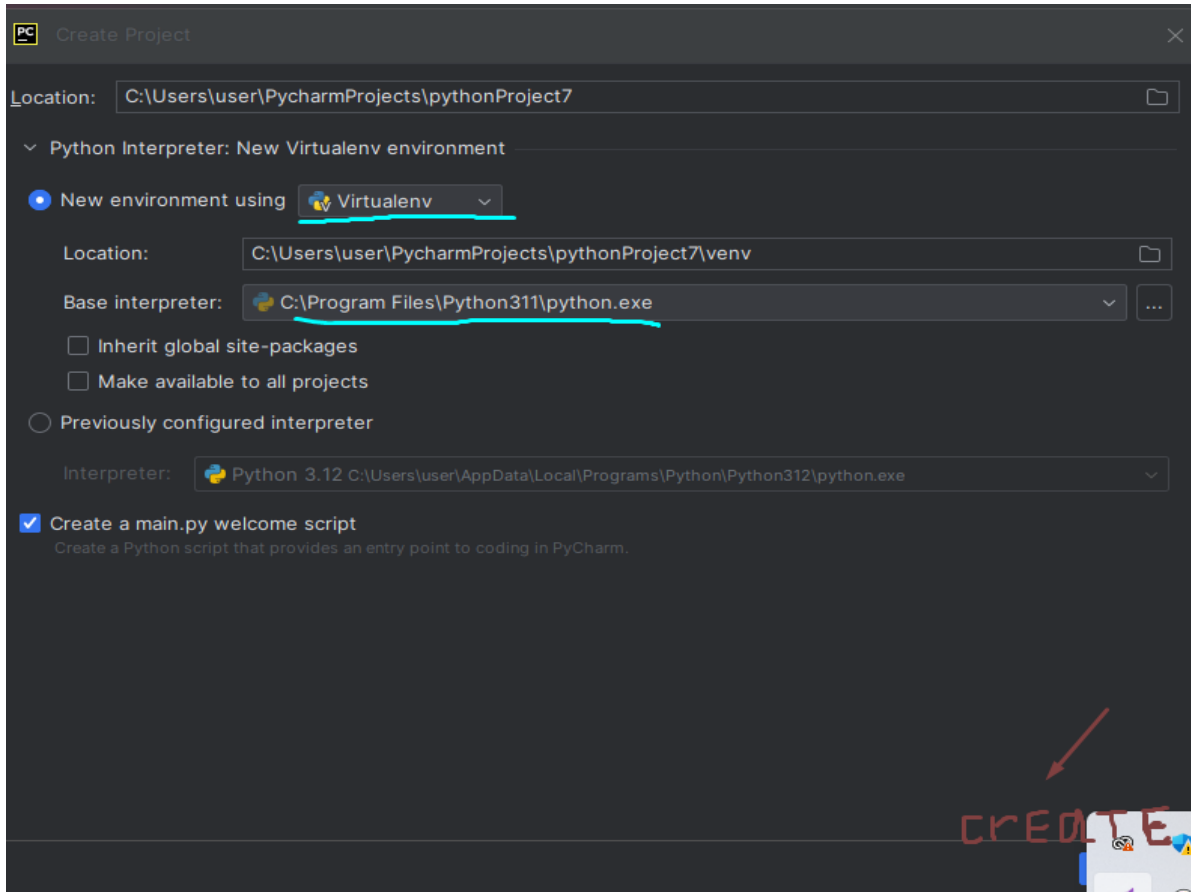 PC
Create Project
Location: C:\Users\user\PycharmProjects\pythonProject7
Python Interpreter: New Virtualenv environment
New environment using Virtualenv
Location: C:\Users\user\PycharmProjects\pythonProject7\venv
Base interpreter: C:\Program Files\Python311\python.exe ...
Inherit global site-packages
Make available to all projects
Previously configured interpreter
Interpreter: Python 3.12 C:\Users\user\AppData\Local\Programs\Python\Python312\python.exe
Create a main.py welcome script
Create a Python script that provides an entry point to coding in PyCharm.
CrEATE